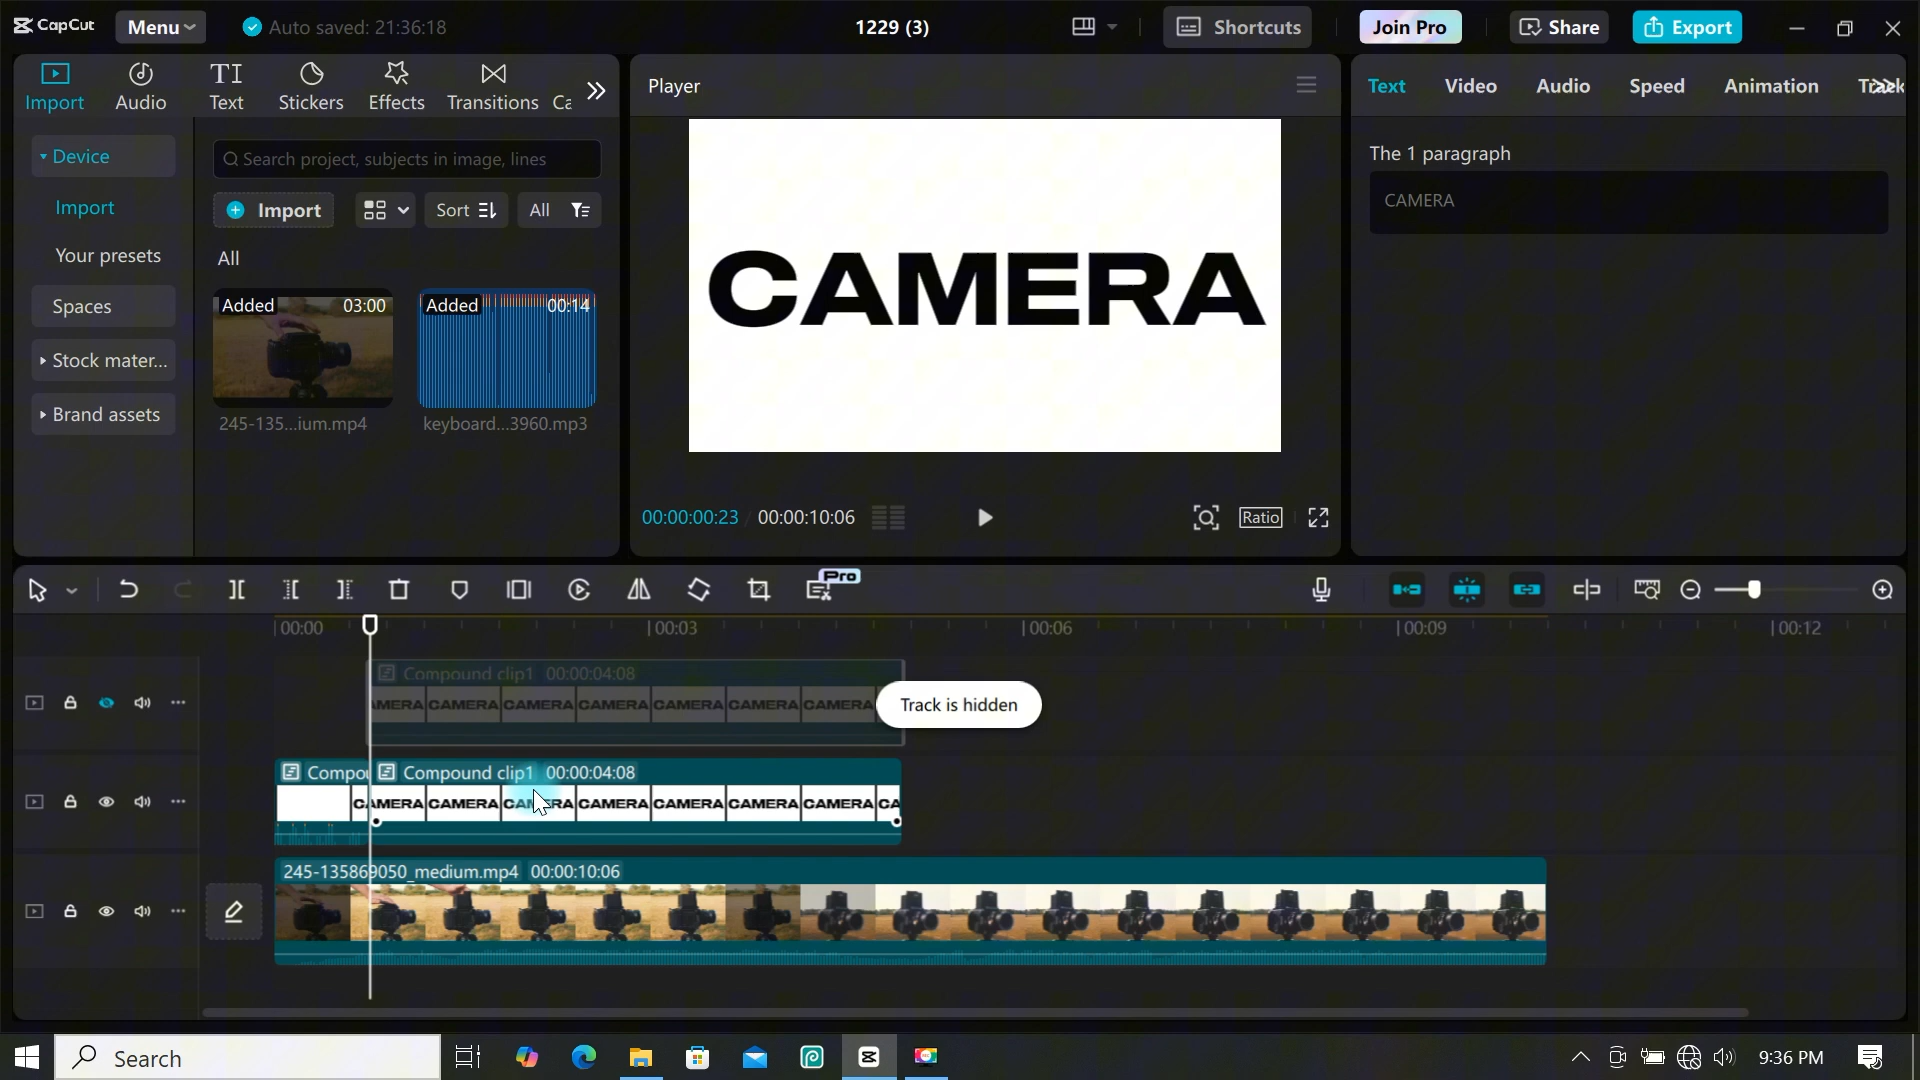 CapCut
Menu
Auto saved: 21:36:18
1229 (3)
Shortcuts
Join Pro
Share
Export
Import
Audio
Text
Stickers
Effects
Transitions
Ca
Player
Text
Video
Audio
Speed
Animation
Track
Device
Import
Your presets
Spaces
Stock mater...
Brand assets
Search project, subjects in image, lines
Import
Sort
All
All
Added 03:00
245-135...ium.mp4
Added 00:14
keyboard...3960.mp3
CAMERA
00:00:00:23 / 00:00:10:06
Ratio
The 1 paragraph
CAMERA
Pro
00:00
00:03
00:06
00:09
00:12
Compound clip1 00:00:04:08
MERA CAMERA CAMERA CAMERA CAMERA CAMERA CAMERA
Track is hidden
Compou
Compound clip1 00:00:04:08
CAMERA CAMERA CAMERA CAMERA CAMERA CAMERA CAMERA CA
245-135869050_medium.mp4 00:00:10:06
Search
9:36 PM